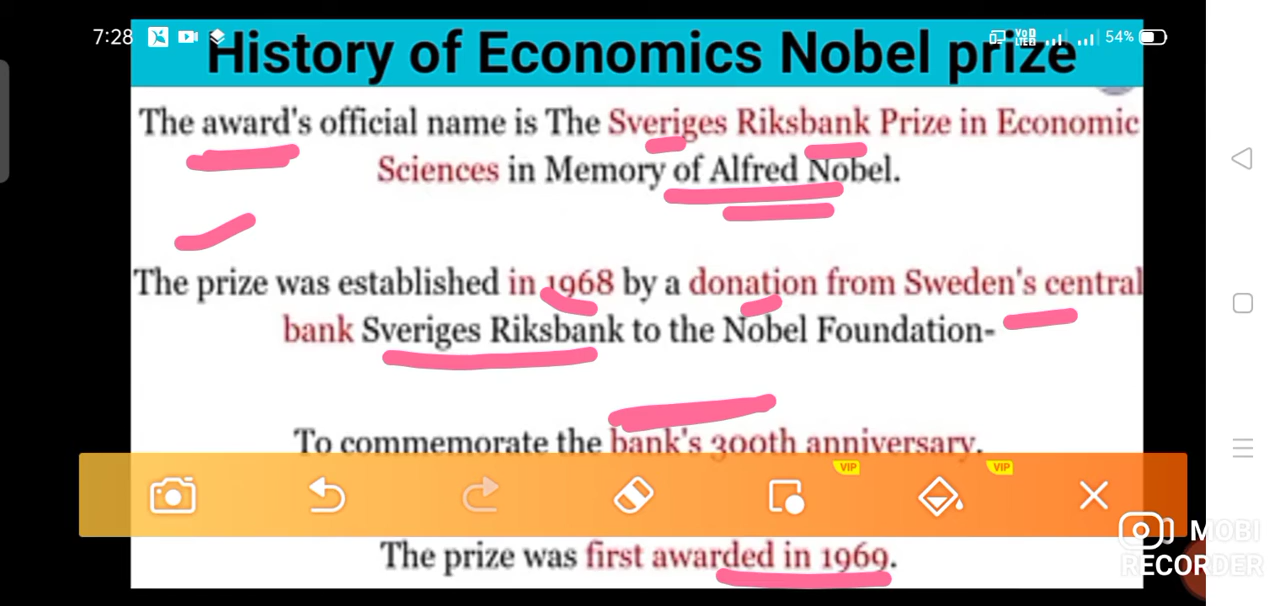 7:28
VoD LTE 54%
History of Economics Nobel prize
The award's official name is The Sveriges Riksbank Prize in Economic
Sciences in Memory of Alfred Nobel.
The prize was established in 1968 by a donation from Sweden's central
bank Sveriges Riksbank to the Nobel Foundation-
To commemorate the bank's 300th anniversary.
VIP
VIP
The prize was first awarded in 1969.
MOBI
RECORDER